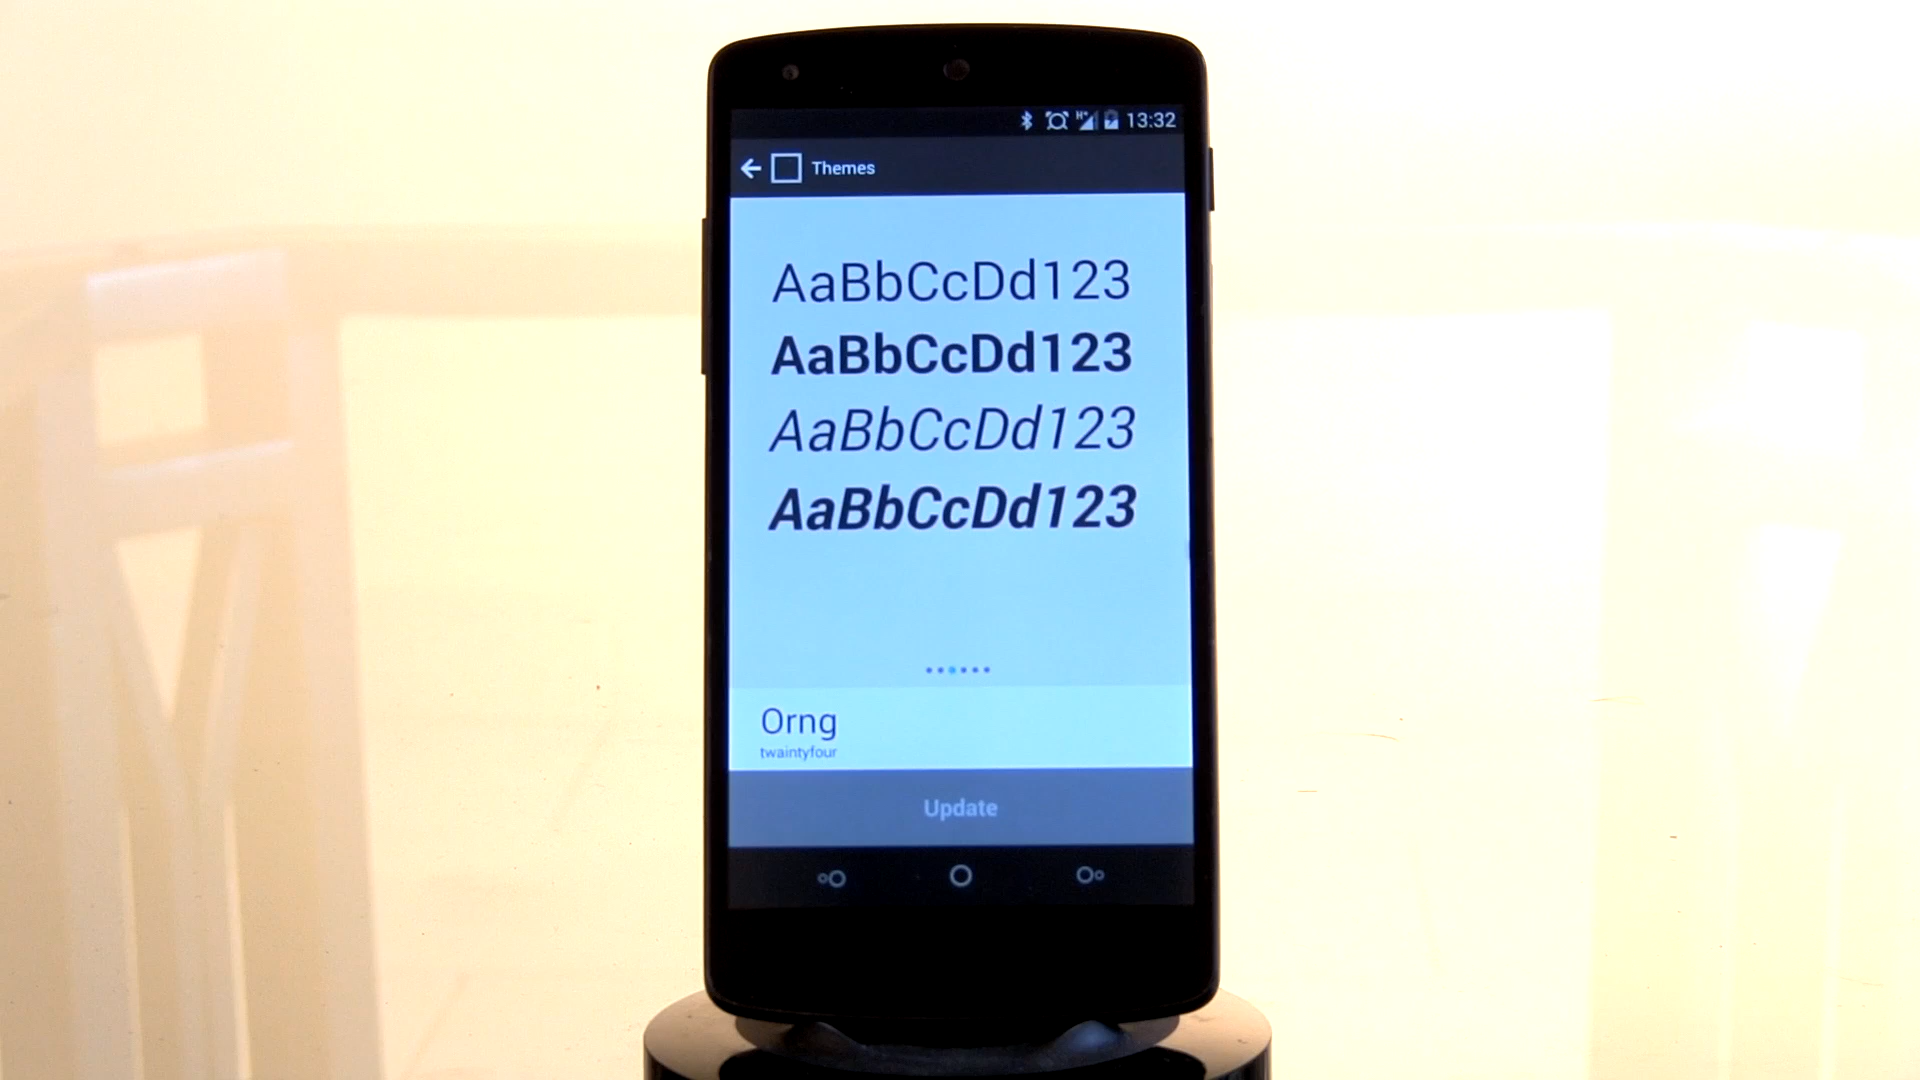 13:32
Themes
AaBbCcDd123
AaBbCcDd123
AaBbCcDd123
AaBbCcDd123
Orng
twaintyfour
Update